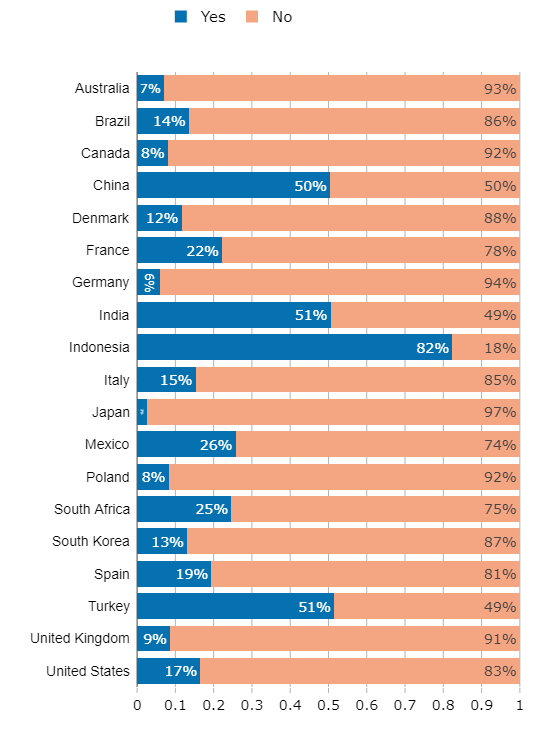 Yes No
Australia 7% 93%
Brazil 14% 86%
Canada 8% 92%
China 50% 50%
Denmark 12% 88%
France 22% 78%
Germany 6% 94%
India 51% 49%
Indonesia 82% 18%
Italy 15% 85%
Japan 97%
Mexico 26% 74%
Poland 8% 92%
South Africa 25% 75%
South Korea 13% 87%
Spain 19% 81%
Turkey 51% 49%
United Kingdom 9% 91%
United States 17% 83%
0 0.1 0.2 0.3 0.4 0.5 0.6 0.7 0.8 0.9 1